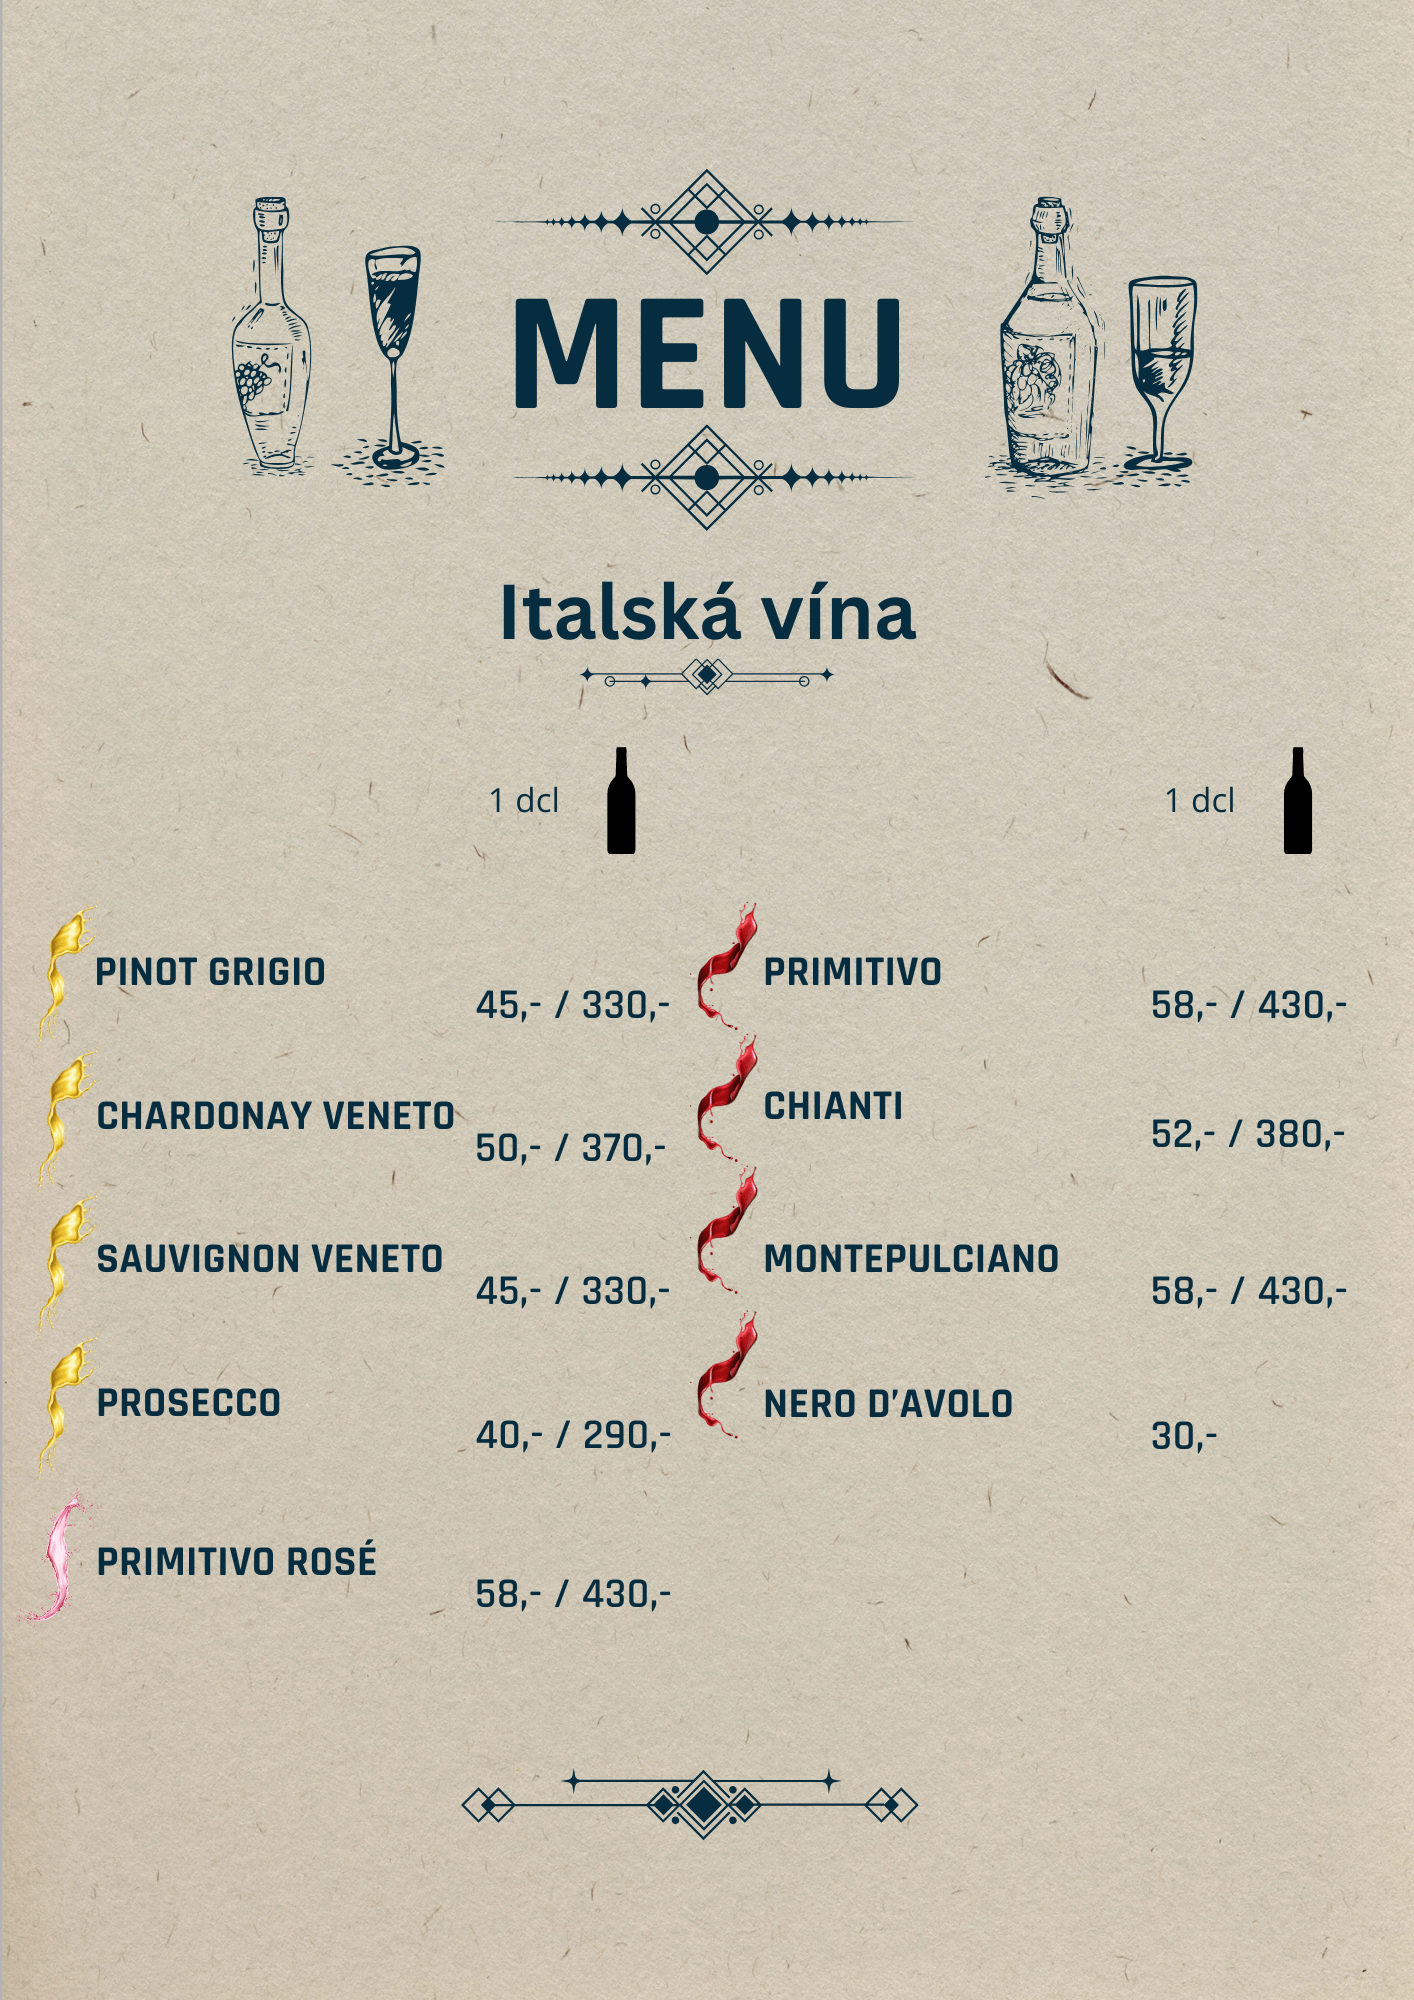 MENU
Italská vína
1 dcl
1 dcl
PINOT GRIGIO
45,- / 330,-
CHARDONAY VENETO
50,- / 370,-
SAUVIGNON VENETO
45,- / 330,-
PROSECCO
40,- / 290,-
PRIMITIVO ROSÉ
58,- / 430,-
PRIMITIVO
58,- / 430,-
CHIANTI
52,- / 380,-
MONTEPULCIANO
58,- / 430,-
NERO D'AVOLO
30,-